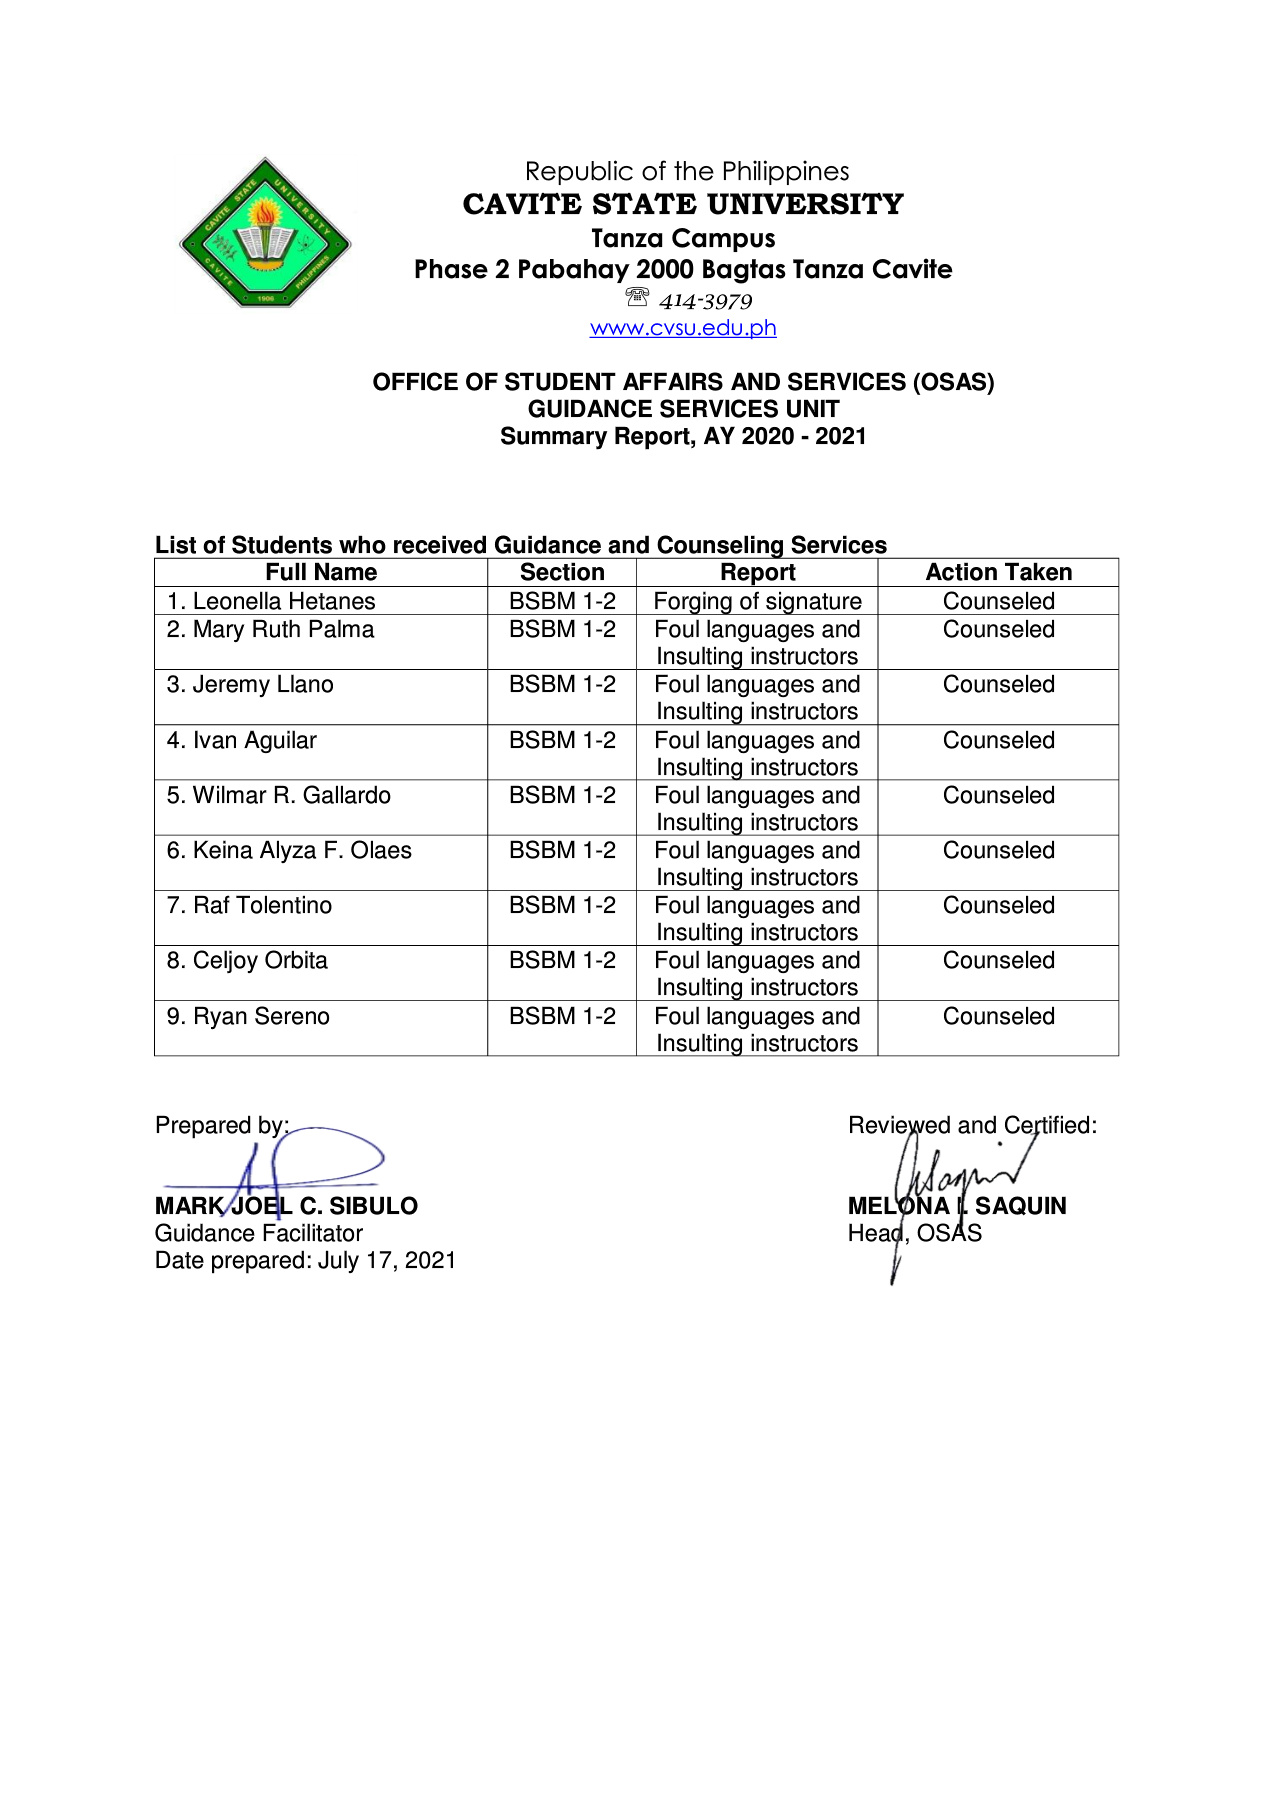 Republic of the Philippines
CAVITE STATE UNIVERSITY
Tanza Campus
Phase 2 Pabahay 2000 Bagtas Tanza Cavite
☏ 414-3979
www.cvsu.edu.ph
CAVITE STATE UNIVERSITY
CAVITE PHILIPPINES
1906
OFFICE OF STUDENT AFFAIRS AND SERVICES (OSAS)
GUIDANCE SERVICES UNIT
Summary Report, AY 2020 - 2021
List of Students who received Guidance and Counseling Services
Full Name Section Report Action Taken
1. Leonella Hetanes BSBM 1-2 Forging of signature Counseled
2. Mary Ruth Palma BSBM 1-2 Foul languages and Counseled
Insulting instructors
3. Jeremy Llano BSBM 1-2 Foul languages and Counseled
Insulting instructors
4. Ivan Aguilar BSBM 1-2 Foul languages and Counseled
Insulting instructors
5. Wilmar R. Gallardo BSBM 1-2 Foul languages and Counseled
Insulting instructors
6. Keina Alyza F. Olaes BSBM 1-2 Foul languages and Counseled
Insulting instructors
7. Raf Tolentino BSBM 1-2 Foul languages and Counseled
Insulting instructors
8. Celjoy Orbita BSBM 1-2 Foul languages and Counseled
Insulting instructors
9. Ryan Sereno BSBM 1-2 Foul languages and Counseled
Insulting instructors
Prepared by: Reviewed and Certified:
MARK JOEL C. SIBULO MELONA I. SAQUIN
Guidance Facilitator Head, OSAS
Date prepared: July 17, 2021